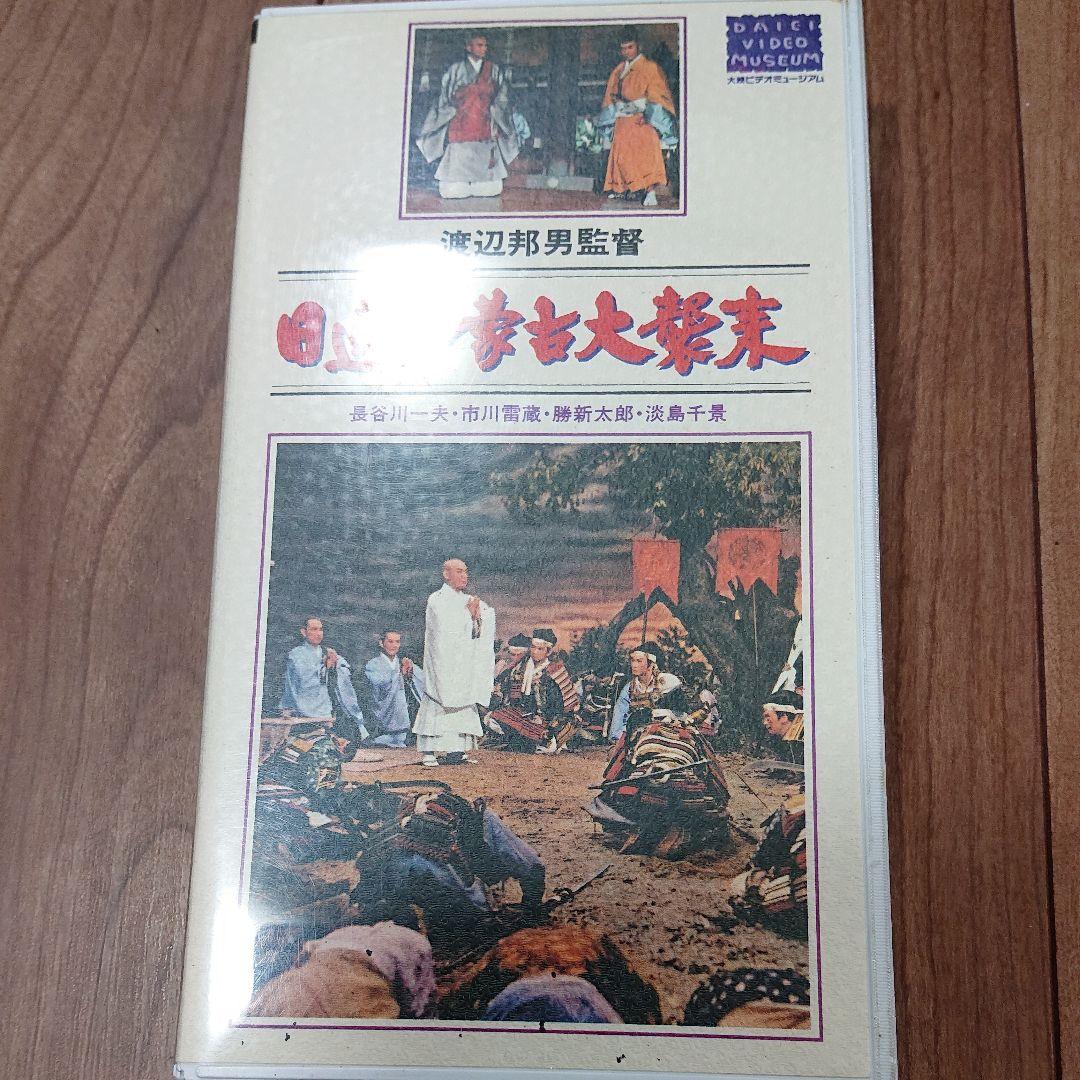 DAIEI
VIDEO
MUSEUM
大映ビデオミュージアム
渡辺邦男監督
日 蒙古大襲来
長谷川一夫・市川雷蔵・勝新太郎・淡島千景